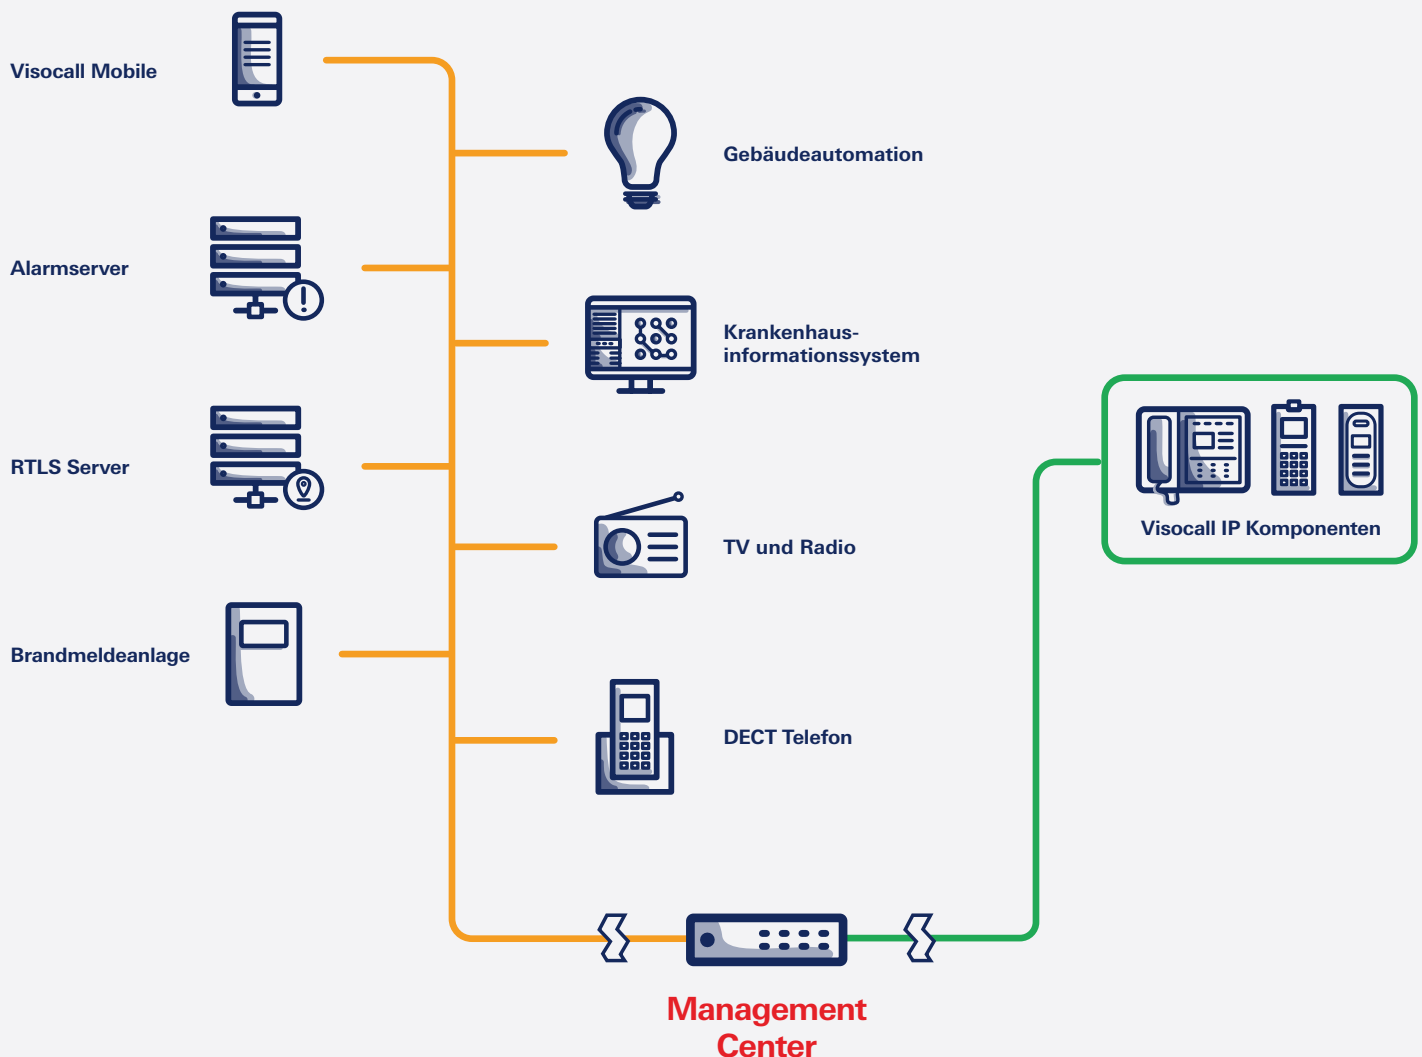 Visocall Mobile
Gebäudeautomation
Alarmserver
Krankenhaus-
informationssystem
RTLS Server
Visocall IP Komponenten
TV und Radio
Brandmeldeanlage
DECT Telefon
Management
Center